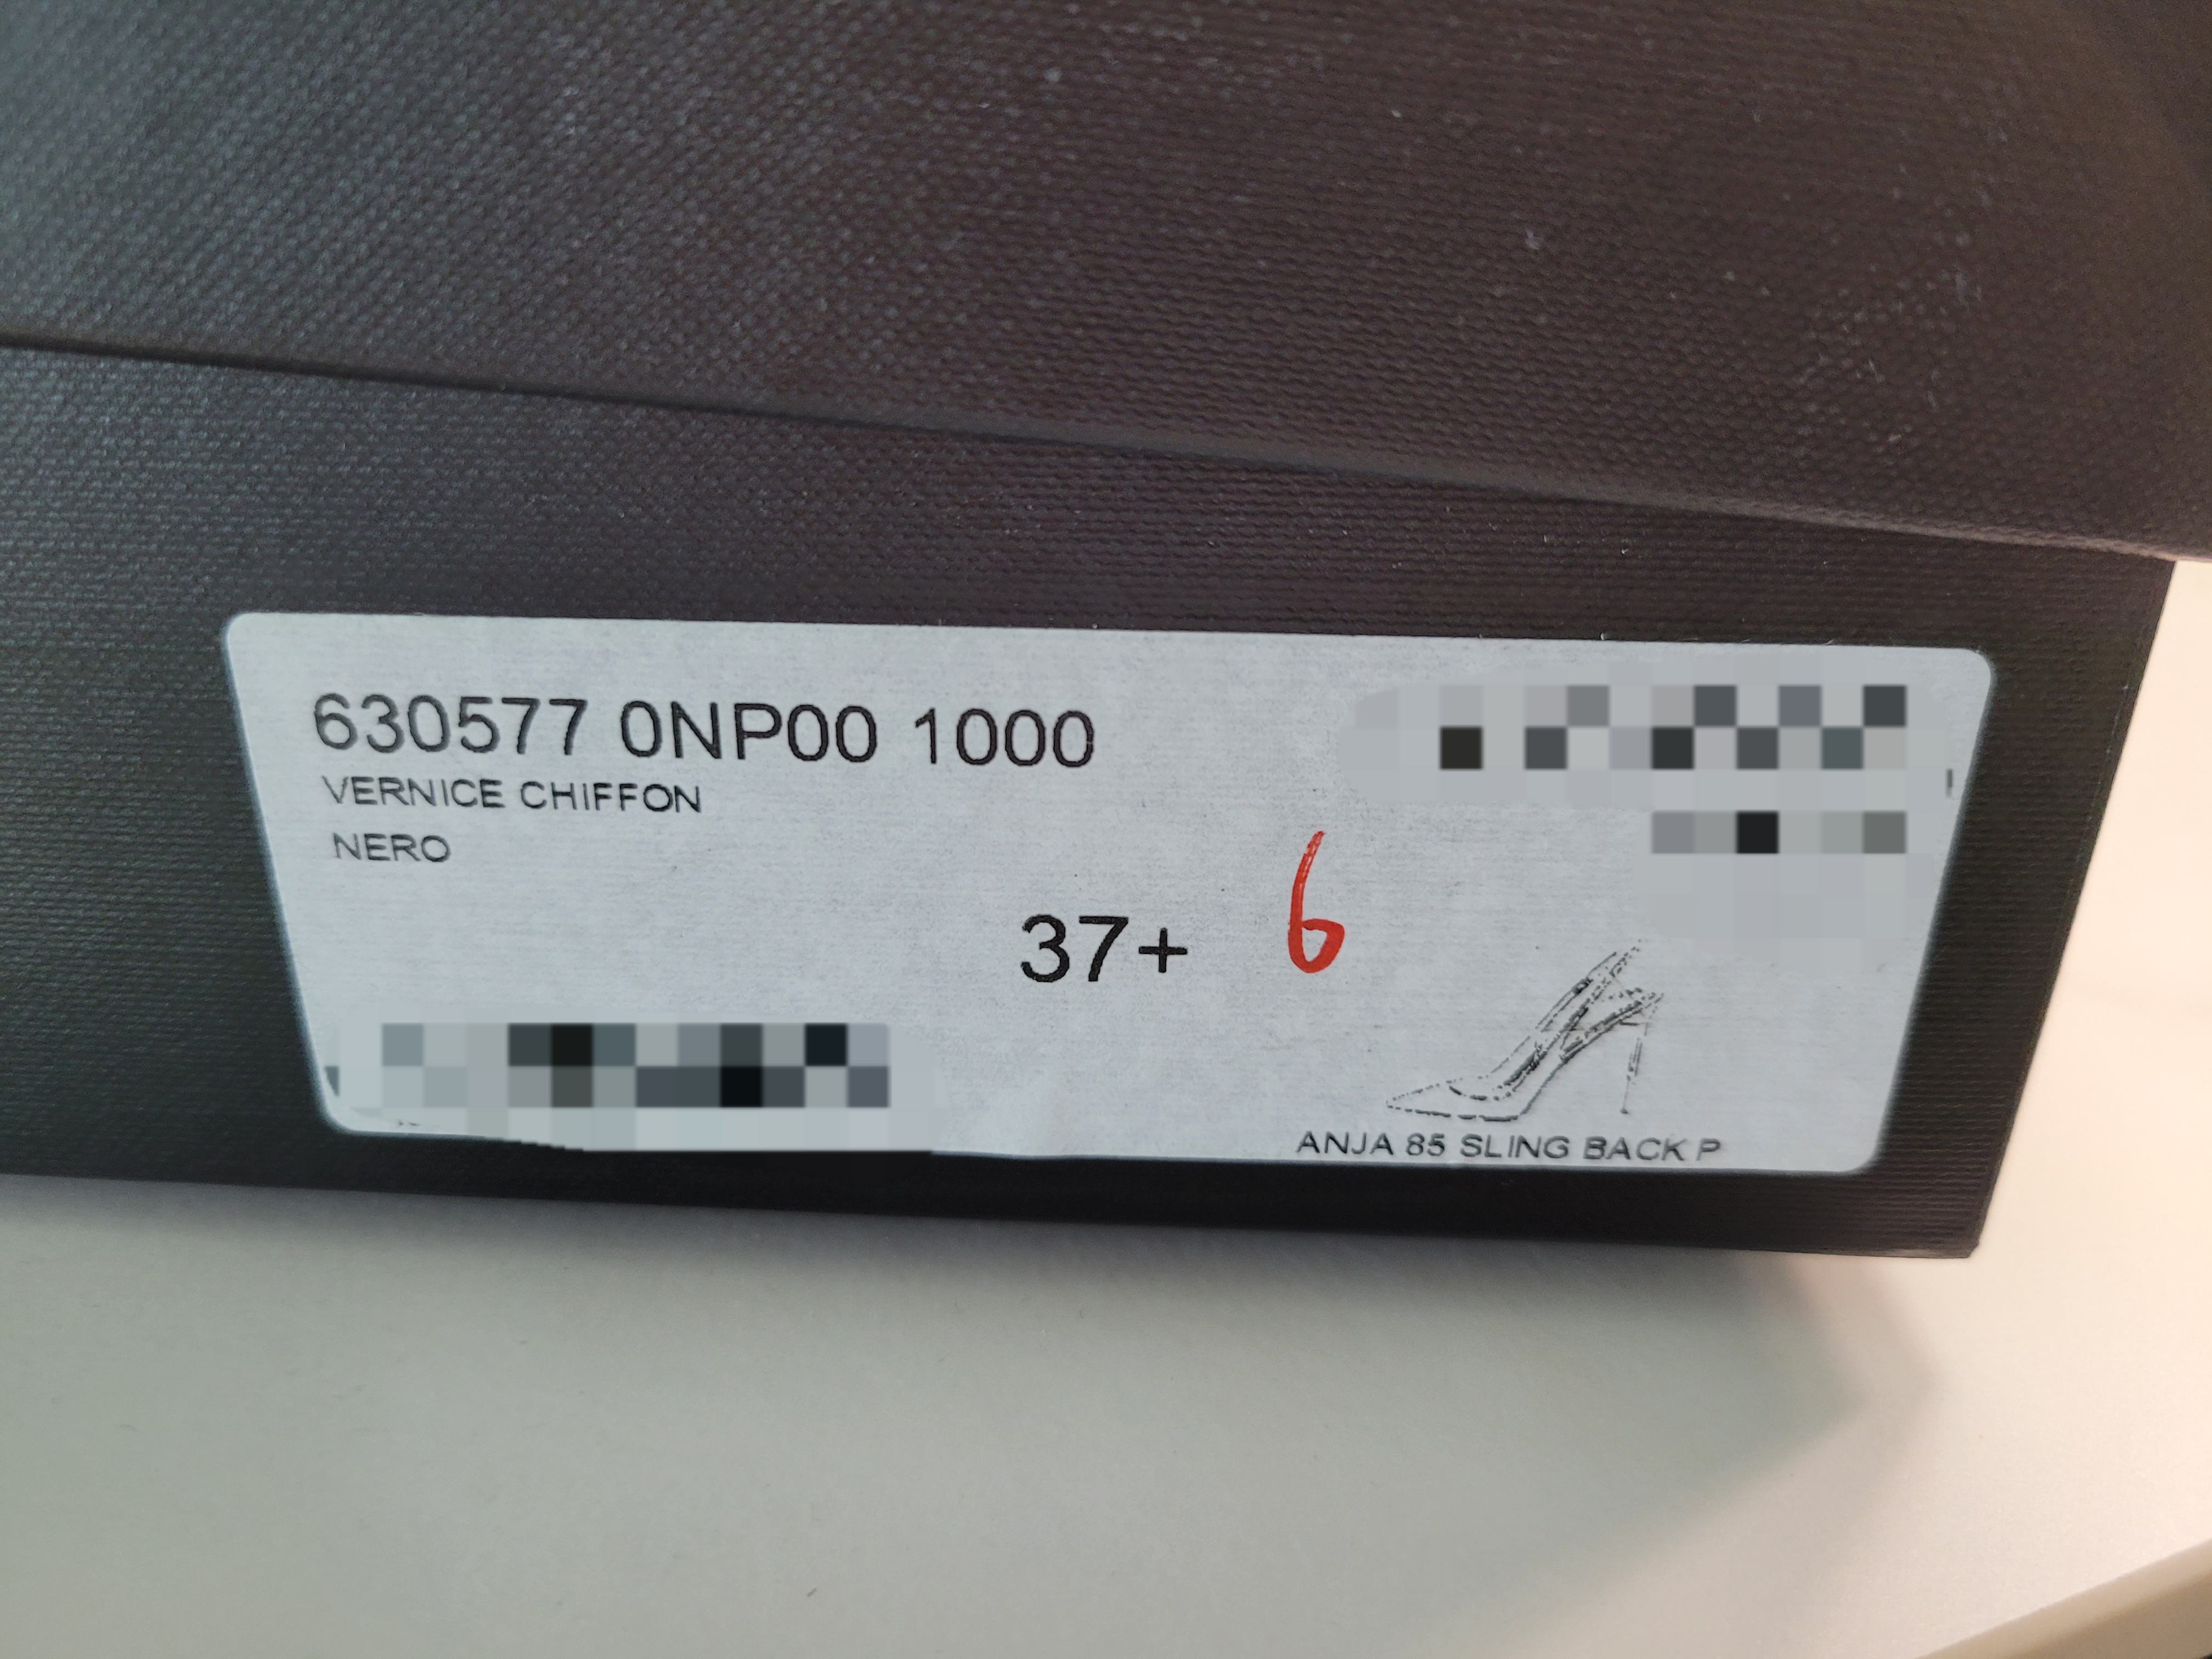 630577 0NP00 1000
VERNICE CHIFFON
NERO
37+ 6
ANJA 85 SLING BACK P